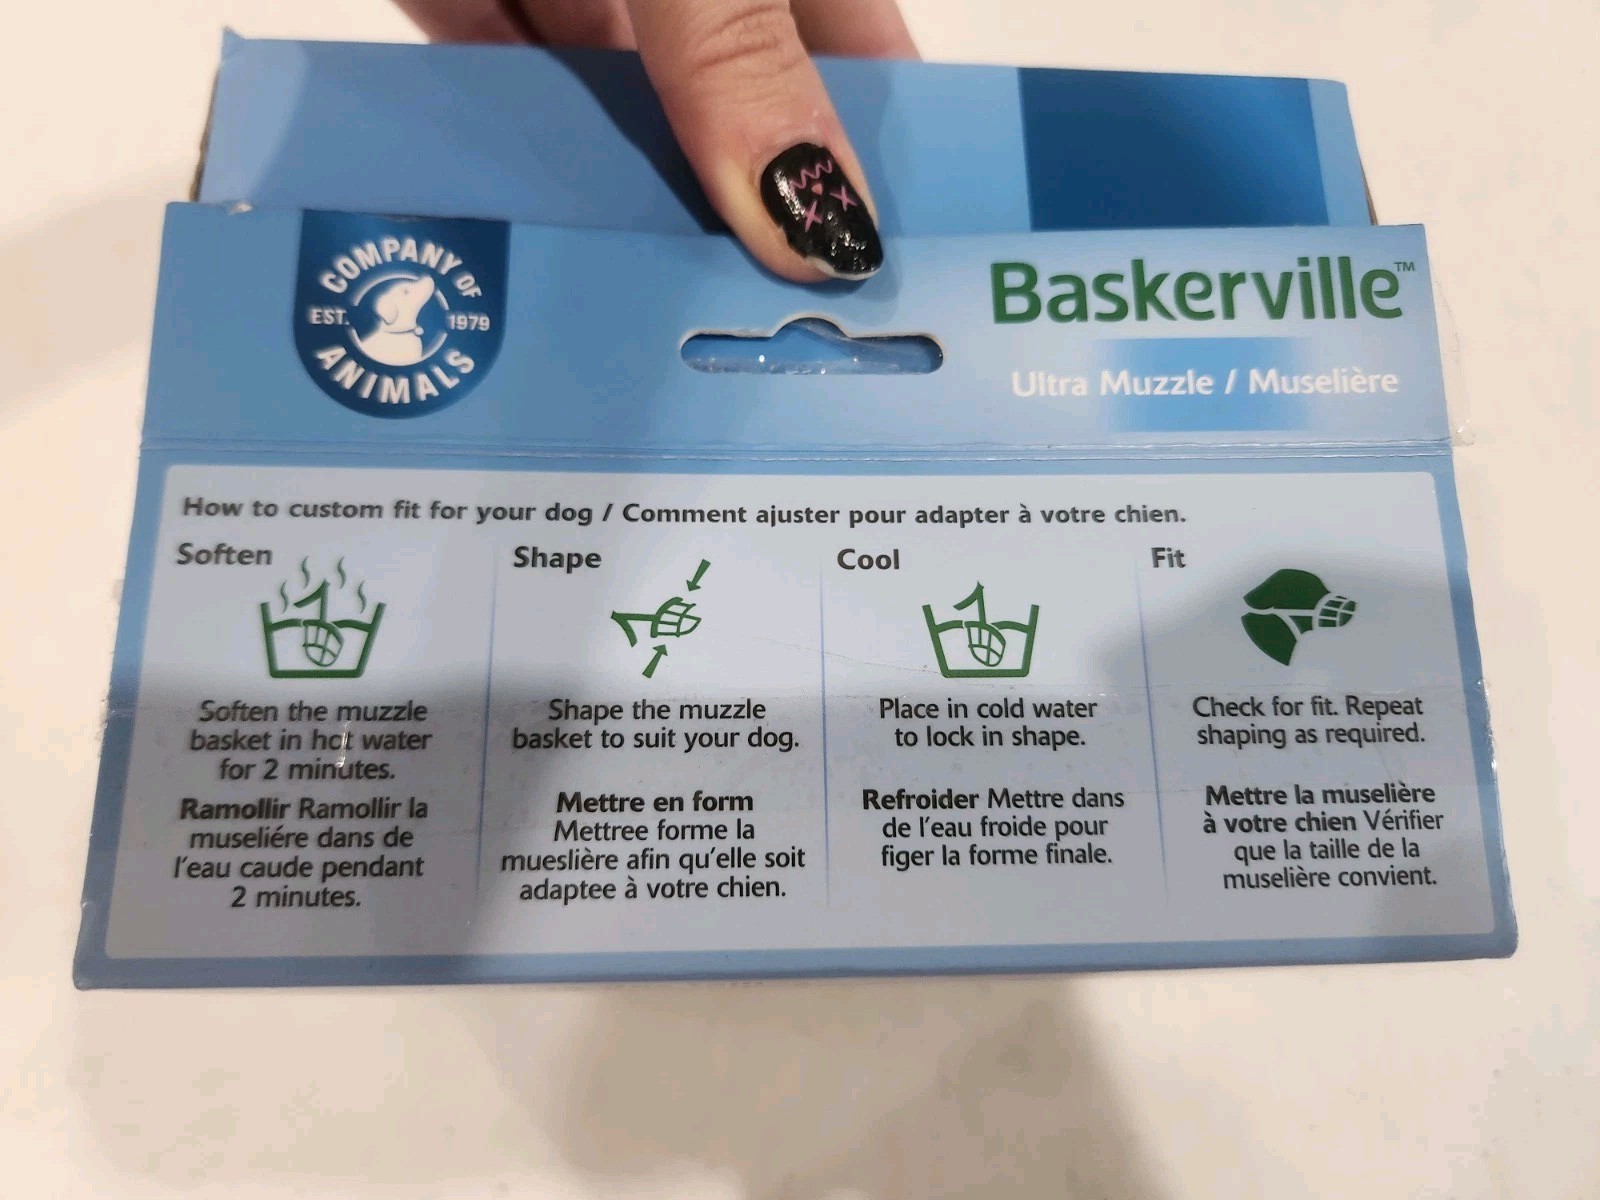 COMPANY OF
EST. 1979
ANIMALS
Baskerville™
Ultra Muzzle / Muselière
How to custom fit for your dog / Comment ajuster pour adapter à votre chien.
Soften
Soften the muzzle
basket in hot water
for 2 minutes.
Ramollir Ramollir la
museliére dans de
l'eau caude pendant
2 minutes.
Shape
Shape the muzzle
basket to suit your dog.
Mettre en form
Mettree forme la
mueslière afin qu'elle soit
adaptee à votre chien.
Cool
Place in cold water
to lock in shape.
Refroider Mettre dans
de l'eau froide pour
figer la forme finale.
Fit
Check for fit. Repeat
shaping as required.
Mettre la muselière
à votre chien Vérifier
que la taille de la
muselière convient.